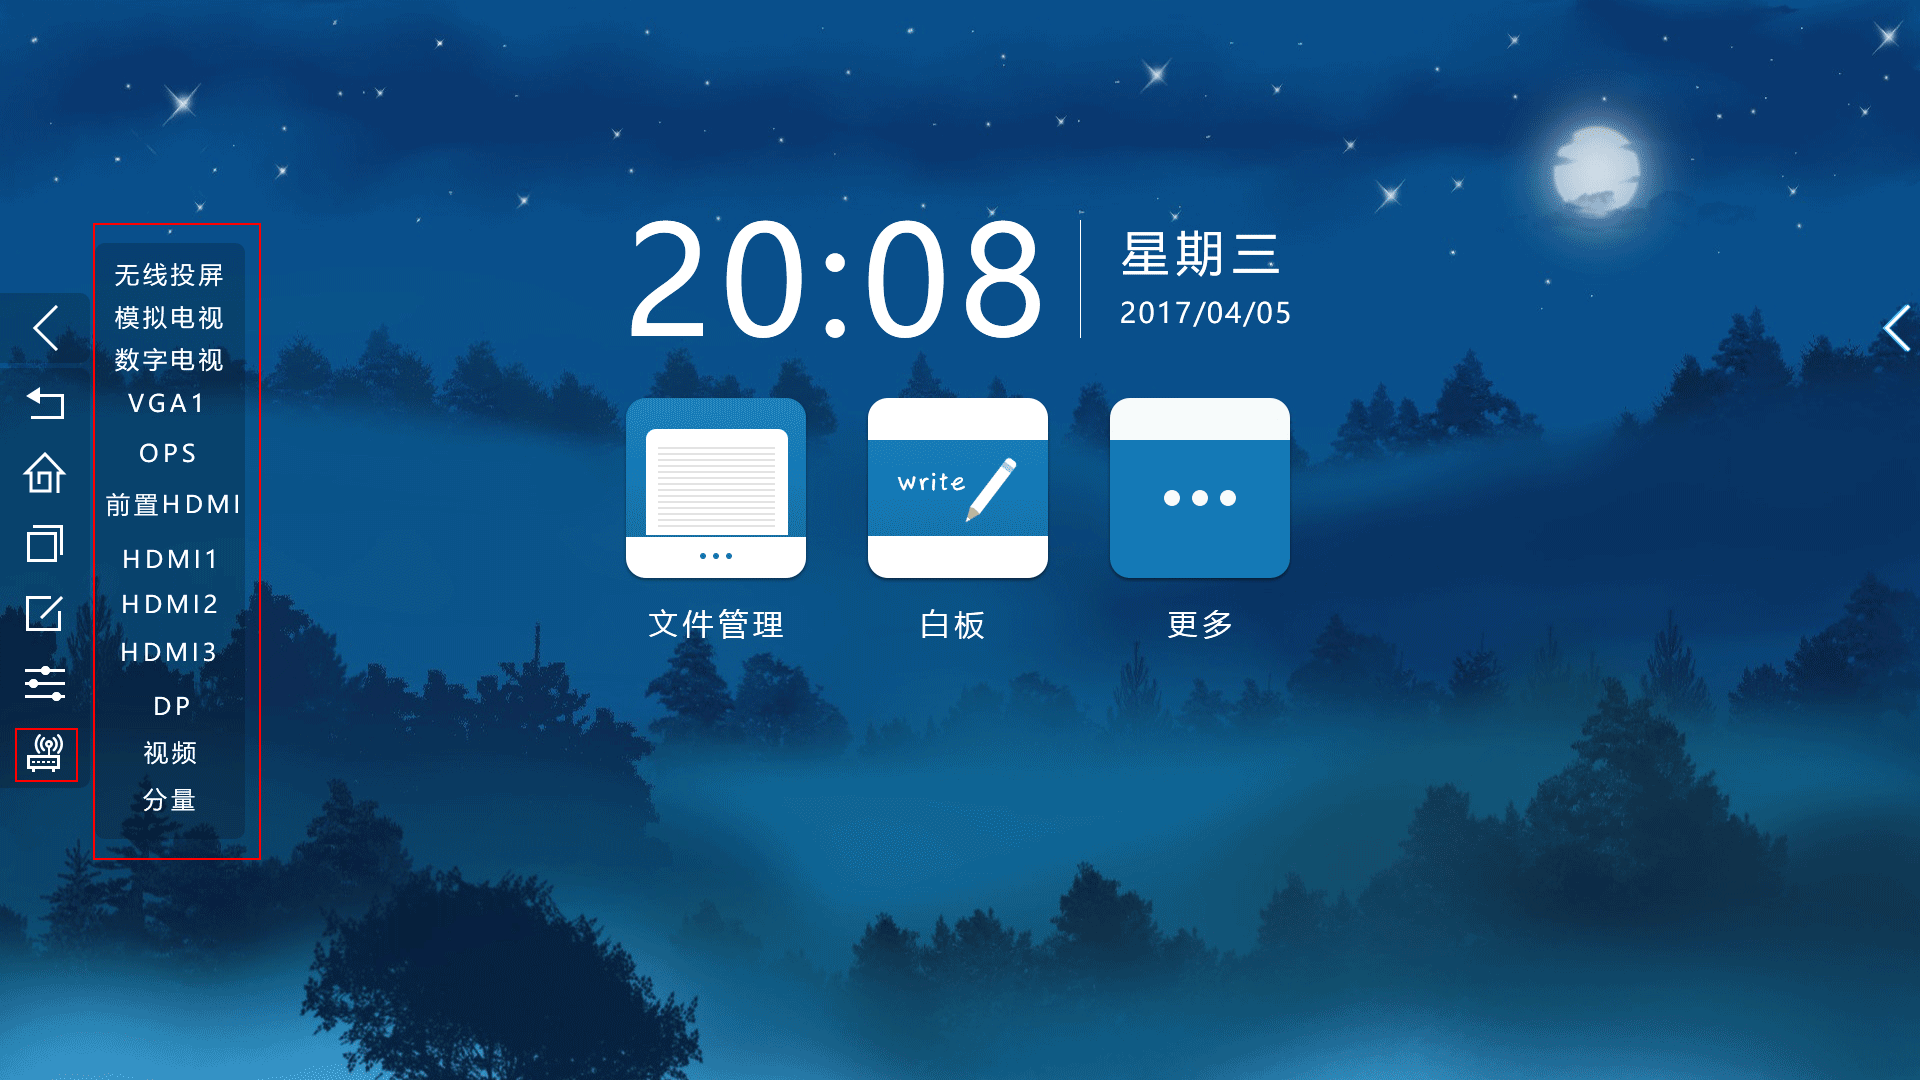 20:08
星期三
2017/04/05
无线投屏
模拟电视
数字电视
VGA1
OPS
前置HDMI
HDMI1
HDMI2
HDMI3
DP
视频
分量
write
文件管理
白板
更多